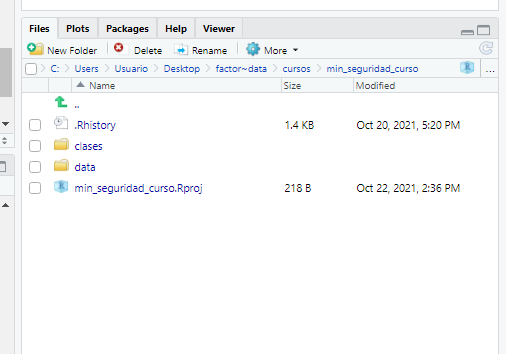 Files Plots Packages Help Viewer
New Folder Delete Rename More
C: Users Usuario Desktop factor~data cursos min_seguridad_curso ...
Name Size Modified
..
.Rhistory 1.4 KB Oct 20, 2021, 5:20 PM
clases
data
min_seguridad_curso.Rproj 218 B Oct 22, 2021, 2:36 PM